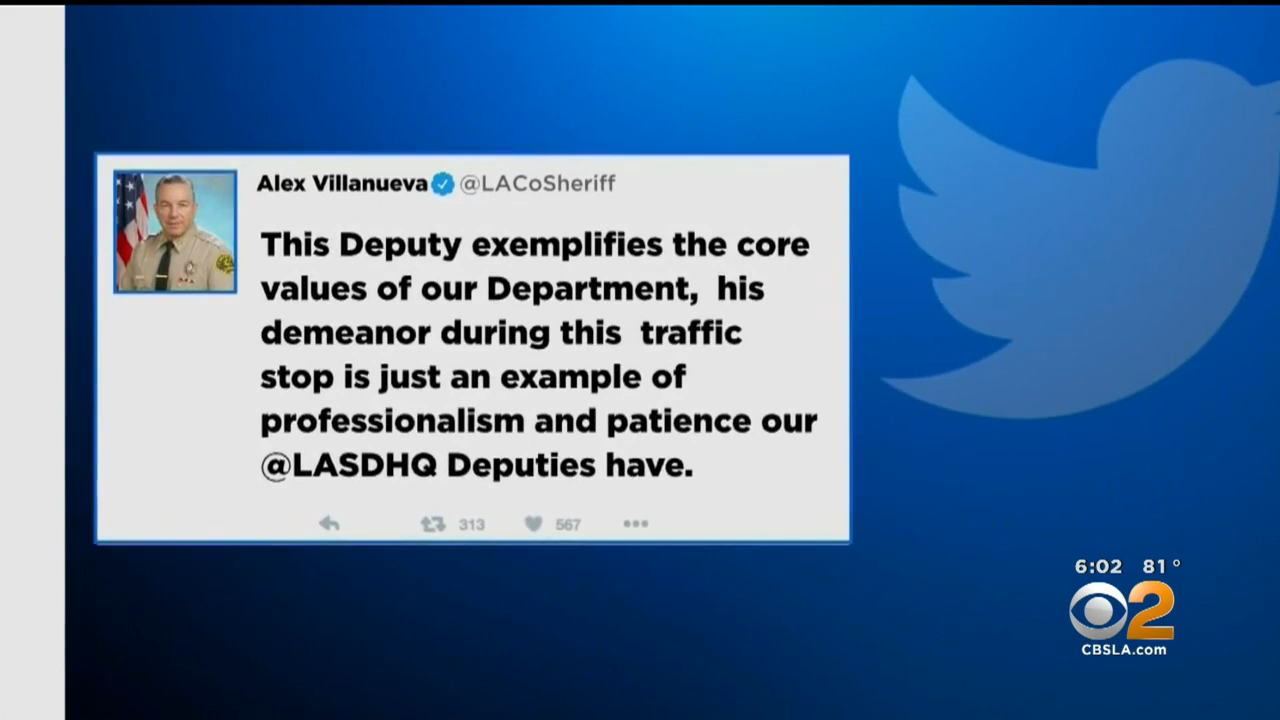 Alex Villanueva @LACoSheriff
This Deputy exemplifies the core
values of our Department, his
demeanor during this traffic
stop is just an example of
professionalism and patience our
@LASDHQ Deputies have.
313 567
6:02 81°
2
CBSLA.com